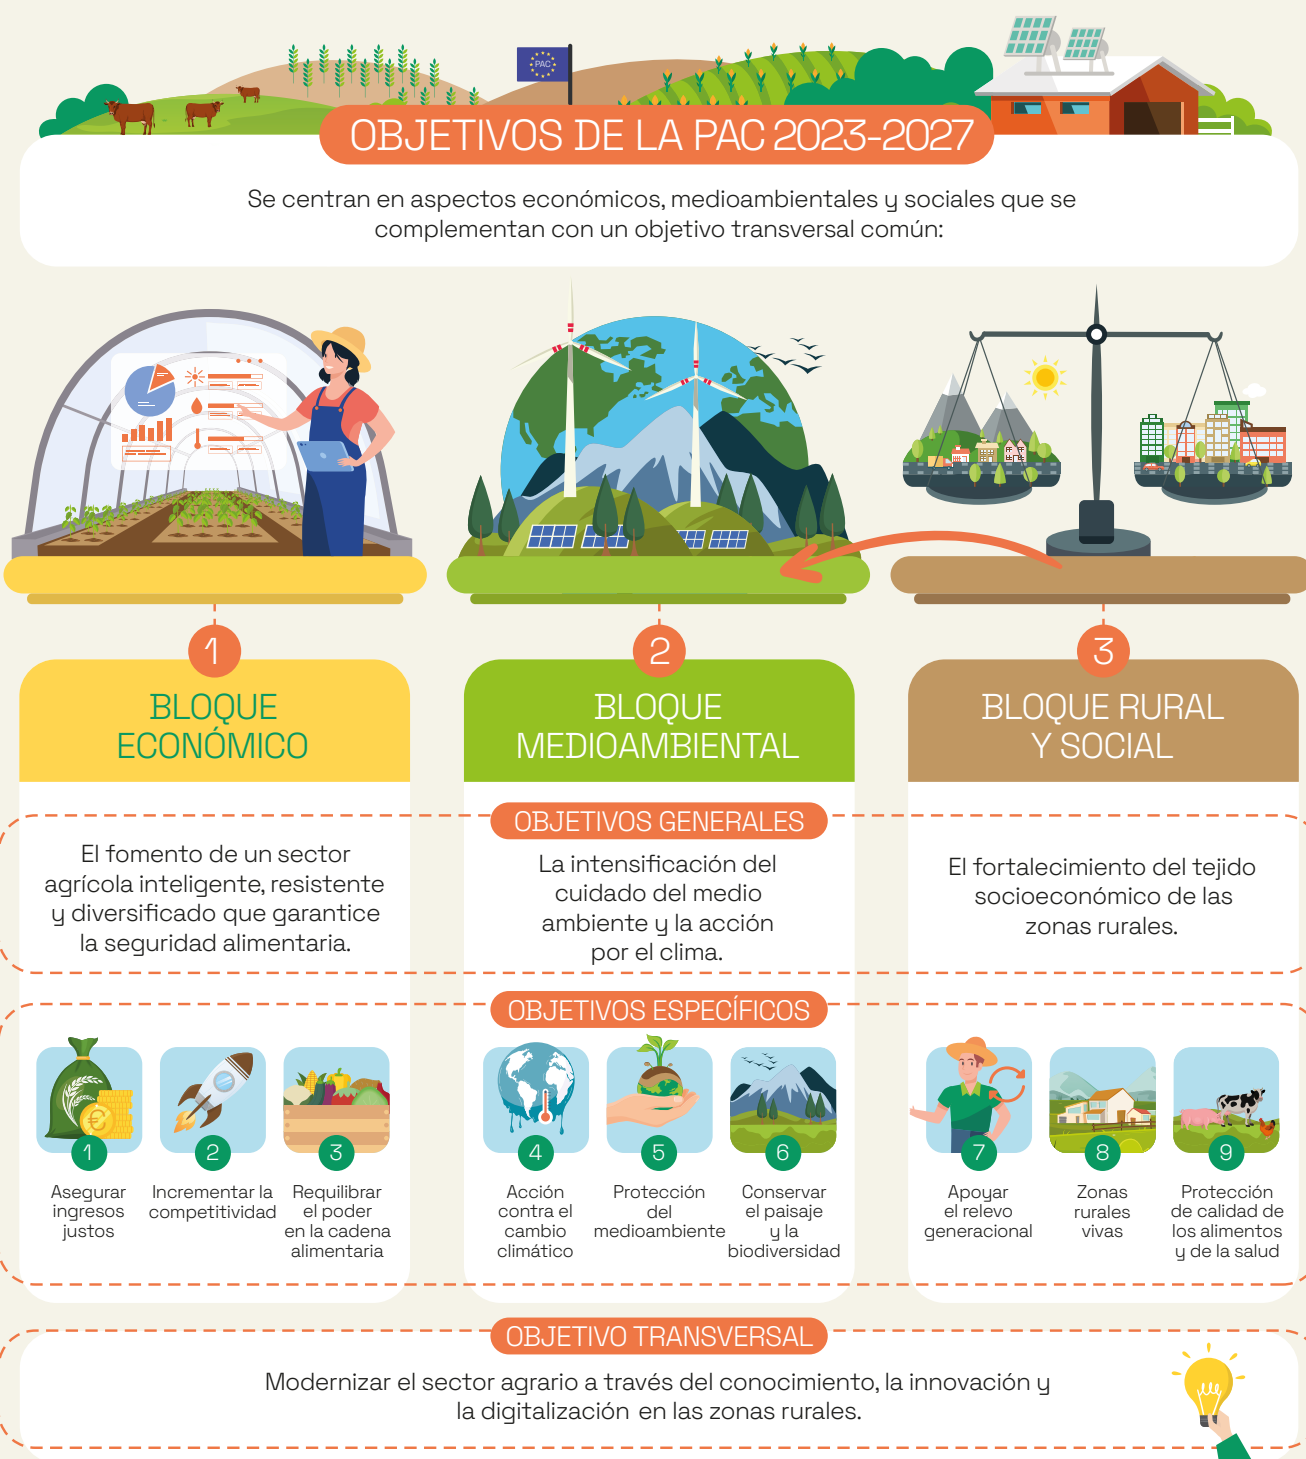 PAC
OBJETIVOS DE LA PAC 2023-2027
Se centran en aspectos económicos, medioambientales y sociales que se
complementan con un objetivo transversal común:
1
BLOQUE
ECONÓMICO
2
BLOQUE
MEDIOAMBIENTAL
3
BLOQUE RURAL
Y SOCIAL
OBJETIVOS GENERALES
El fomento de un sector
agrícola inteligente, resistente
y diversificado que garantice
la seguridad alimentaria.
La intensificación del
cuidado del medio
ambiente y la acción
por el clima.
El fortalecimiento del tejido
socioeconómico de las
zonas rurales.
OBJETIVOS ESPECÍFICOS
€
1
Asegurar
ingresos
justos
2
Incrementar la
competitividad
3
Requilibrar
el poder
en la cadena
alimentaria
4
Acción
contra el
cambio
climático
5
Protección
del
medioambiente
6
Conservar
el paisaje
y la
biodiversidad
7
Apoyar
el relevo
generacional
8
Zonas
rurales
vivas
9
Protección
de calidad de
los alimentos
y de la salud
OBJETIVO TRANSVERSAL
Modernizar el sector agrario a través del conocimiento, la innovación y
la digitalización en las zonas rurales.